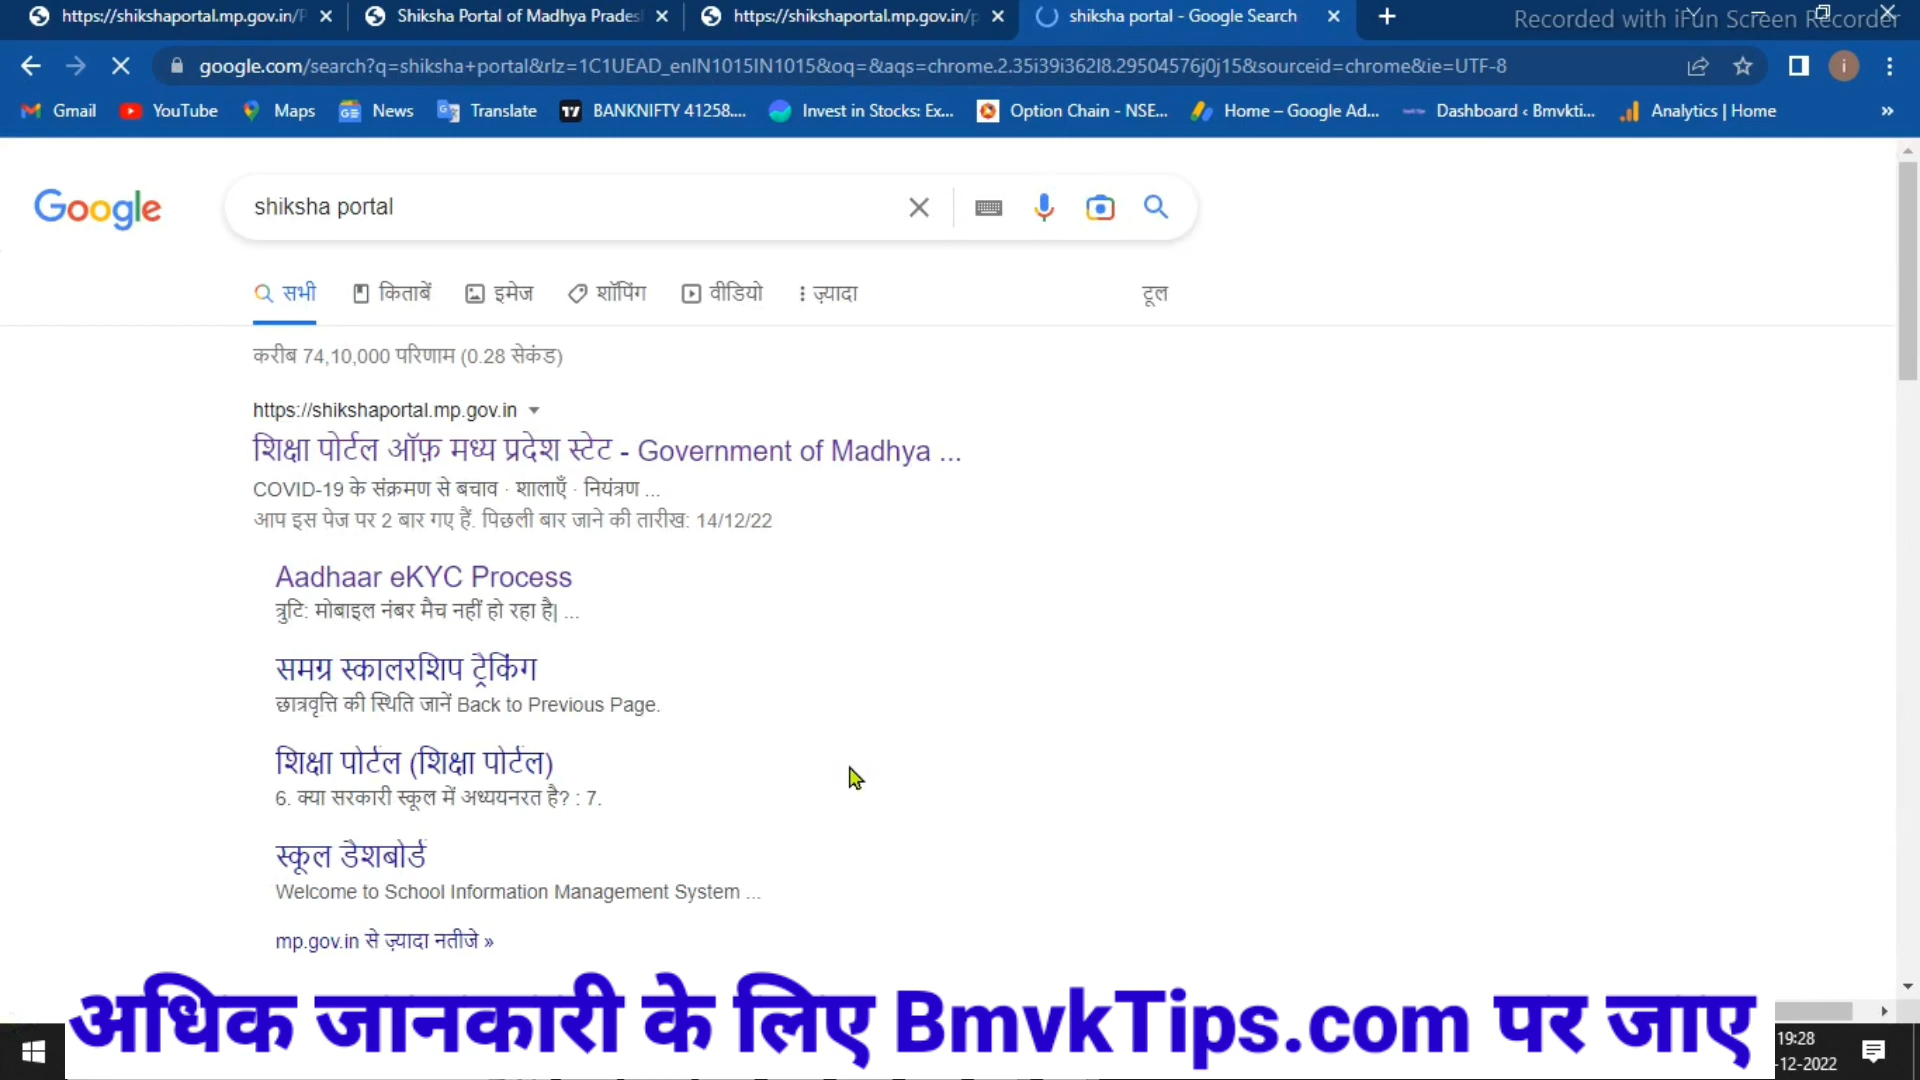 https://shikshaportal.mp.gov.in/P
Shiksha Portal of Madhya Prades
https://shikshaportal.mp.gov.in/p
shiksha portal - Google Search
Recorded with iFun Screen Recorder
google.com/search?q=shiksha+portal&rlz=1C1UEAD_enIN1015IN1015&oq=&aqs=chrome.2.35i39i362l8.29504576j0j15&sourceid=chrome&ie=UTF-8
i
Gmail
YouTube
Maps
News
Translate
BANKNIFTY 41258....
Invest in Stocks: Ex...
Option Chain - NSE...
Home – Google Ad...
Dashboard ‹ Bmvkti...
Analytics | Home
»
Google
shiksha portal
सभी
किताबें
इमेज
शॉपिंग
वीडियो
ज़्यादा
टूल
करीब 74,10,000 परिणाम (0.28 सेकंड)
https://shikshaportal.mp.gov.in
शिक्षा पोर्टल ऑफ़ मध्य प्रदेश स्टेट - Government of Madhya ...
COVID-19 के संक्रमण से बचाव · शालाएँ · नियंत्रण ...
आप इस पेज पर 2 बार गए हैं. पिछली बार जाने की तारीख: 14/12/22
Aadhaar eKYC Process
त्रुटि: मोबाइल नंबर मैच नहीं हो रहा है| ...
समग्र स्कालरशिप ट्रैकिंग
छात्रवृत्ति की स्थिति जानें Back to Previous Page.
शिक्षा पोर्टल (शिक्षा पोर्टल)
6. क्या सरकारी स्कूल में अध्ययनरत है? : 7.
स्कूल डैशबोर्ड
Welcome to School Information Management System ...
mp.gov.in से ज़्यादा नतीजे »
अधिक जानकारी के लिए BmvkTips.com पर जाए
19:28
-12-2022